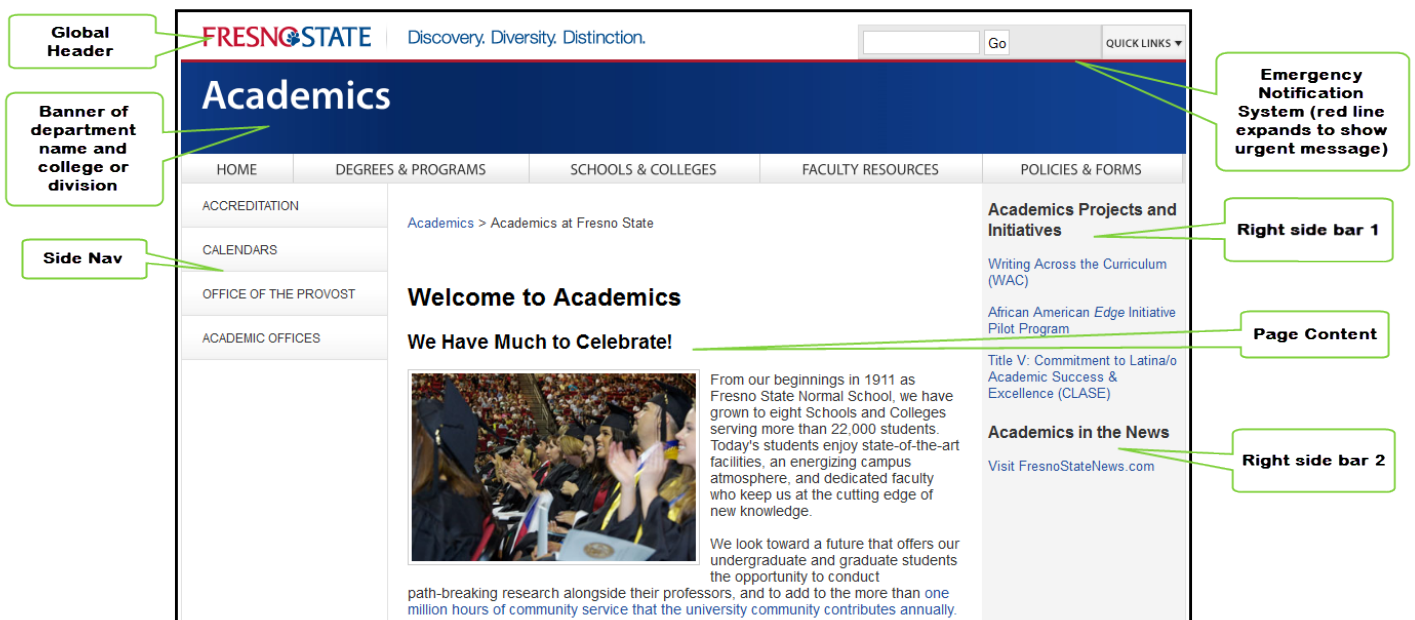 Global
Header
FRESNO STATE
Discovery. Diversity. Distinction.
Go
QUICK LINKS
Emergency
Notification
System (red line
expands to show
urgent message)
Banner of
department
name and
college or
division
Academics
HOME
DEGREES & PROGRAMS
SCHOOLS & COLLEGES
FACULTY RESOURCES
POLICIES & FORMS
Side Nav
ACCREDITATION
CALENDARS
OFFICE OF THE PROVOST
ACADEMIC OFFICES
Academics > Academics at Fresno State
Welcome to Academics
We Have Much to Celebrate!
From our beginnings in 1911 as
Fresno State Normal School, we have
grown to eight Schools and Colleges
serving more than 22,000 students.
Today's students enjoy state-of-the-art
facilities, an energizing campus
atmosphere, and dedicated faculty
who keep us at the cutting edge of
new knowledge.
We look toward a future that offers our
undergraduate and graduate students
the opportunity to conduct
path-breaking research alongside their professors, and to add to the more than one
million hours of community service that the university community contributes annually.
Academics Projects and
Initiatives
Writing Across the Curriculum
(WAC)
African American Edge Initiative
Pilot Program
Title V: Commitment to Latina/o
Academic Success &
Excellence (CLASE)
Academics in the News
Visit FresnoStateNews.com
Right side bar 1
Page Content
Right side bar 2